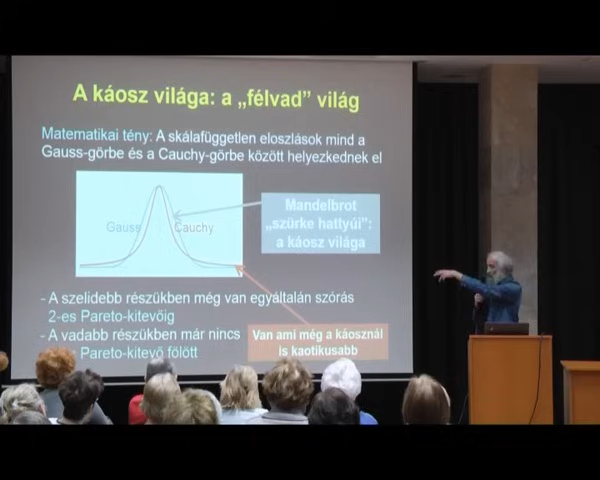 A káosz világa: a „félvad” világ
Matematikai tény: A skálafüggetlen eloszlások mind a
Gauss-görbe és a Cauchy-görbe között helyezkednek el
Gauss
Cauchy
Mandelbrot
„szürke hattyúi”:
a káosz világa
- A szelidebb részükben még van egyáltalán szórás
2-es Pareto-kitevőig
- A vadabb részükben már nincs
Pareto-kitevő fölött
Van ami még a káosznál
is kaotikusabb